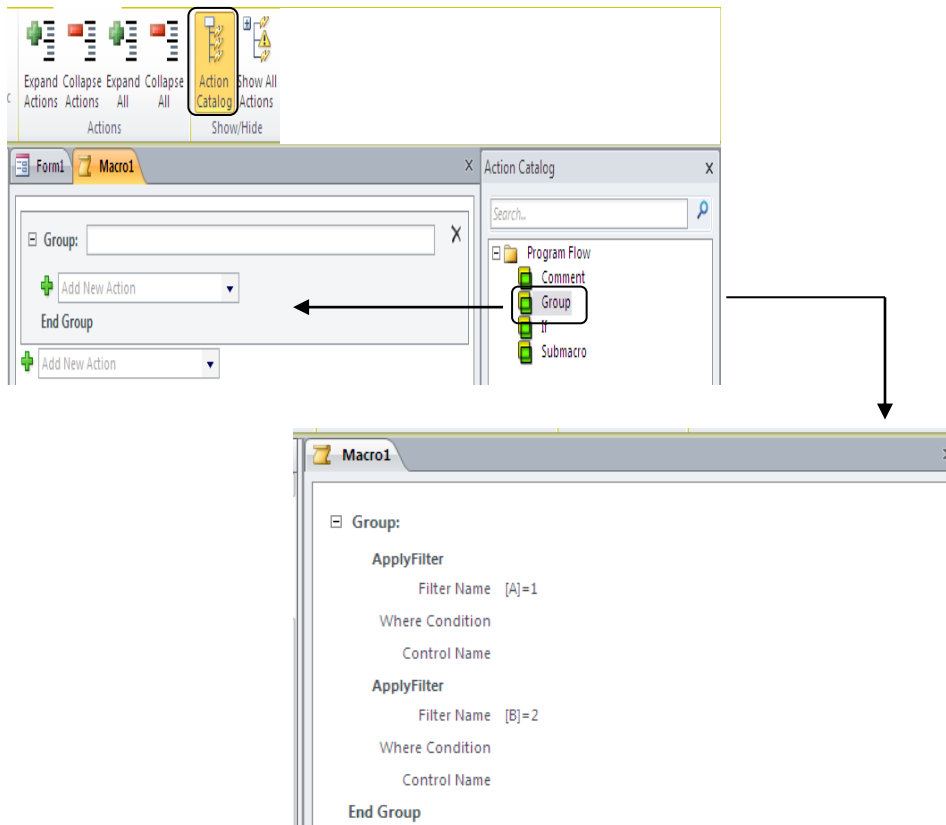 Expand Collapse Expand Collapse Action Show All
Actions Actions All All Catalog Actions
Actions Show/Hide
Form1 Macro1 X Action Catalog X
Search...
Group: X
Program Flow
Comment
Add New Action
Group
End Group
If
Submacro
Add New Action
Macro1
Group:
ApplyFilter
Filter Name [A]=1
Where Condition
Control Name
ApplyFilter
Filter Name [B]=2
Where Condition
Control Name
End Group